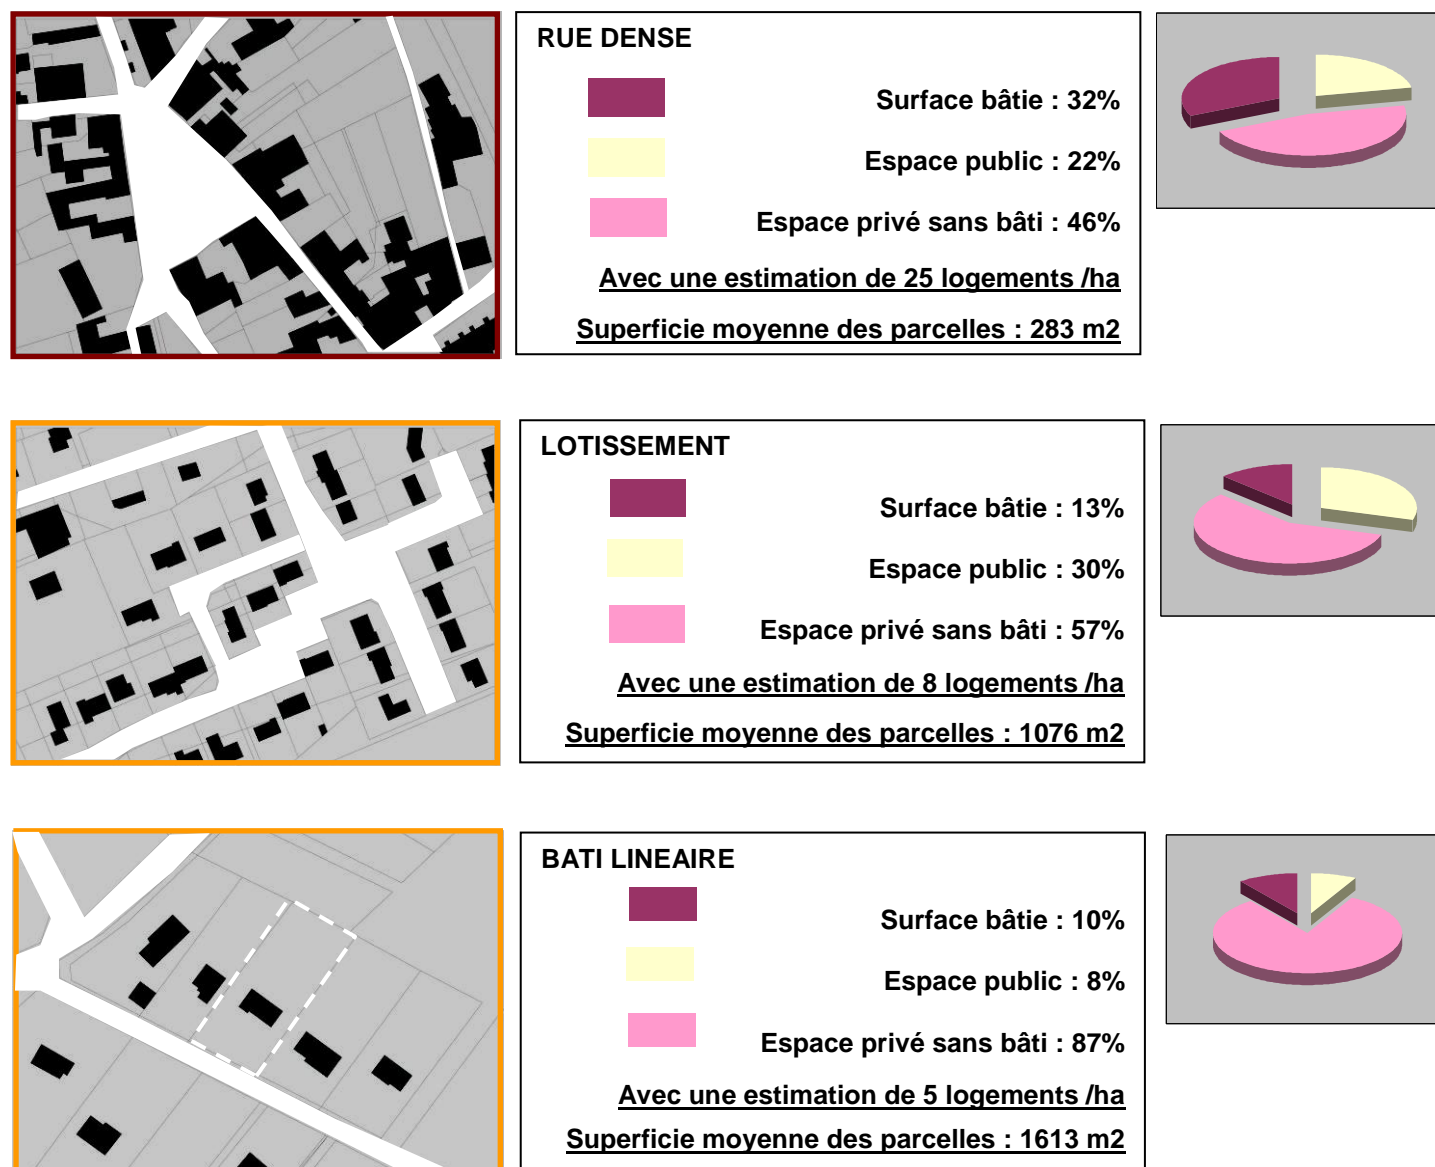 RUE DENSE
Surface bâtie : 32%
Espace public : 22%
Espace privé sans bâti : 46%
Avec une estimation de 25 logements /ha
Superficie moyenne des parcelles : 283 m2
LOTISSEMENT
Surface bâtie : 13%
Espace public : 30%
Espace privé sans bâti : 57%
Avec une estimation de 8 logements /ha
Superficie moyenne des parcelles : 1076 m2
BATI LINEAIRE
Surface bâtie : 10%
Espace public : 8%
Espace privé sans bâti : 87%
Avec une estimation de 5 logements /ha
Superficie moyenne des parcelles : 1613 m2